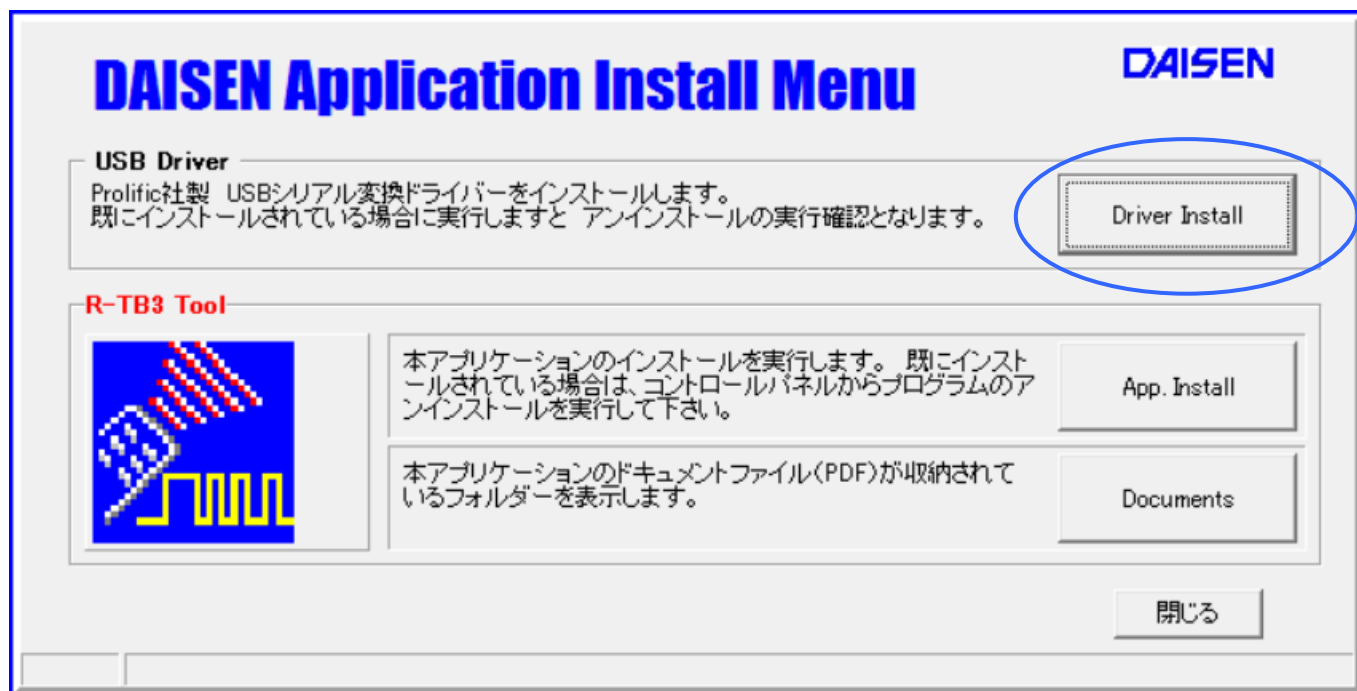 DAISEN Application Install Menu
DAISEN
USB Driver
Prolific社製 USBシリアル変換ドライバーをインストールします。
既にインストールされている場合に実行しますと アンインストールの実行確認となります。
Driver Install
R-TB3 Tool
本アプリケーションのインストールを実行します。 既にインスト
ールされている場合は、コントロールパネルからプログラムのア
ンインストールを実行して下さい。
App. Install
本アプリケーションのドキュメントファイル(PDF)が収納されて
いるフォルダーを表示します。
Documents
閉じる